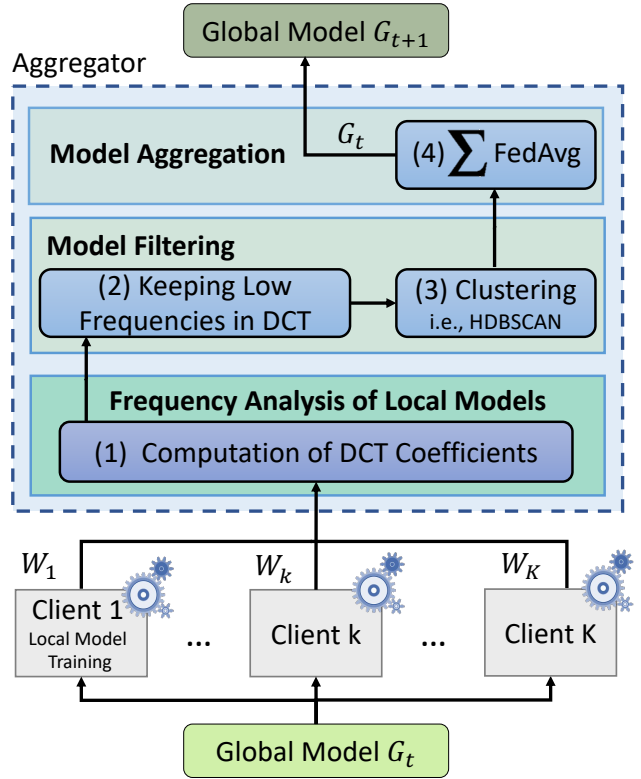 Global Model G_{t+1}
Aggregator
G_t
Model Aggregation
(4) ∑ FedAvg
Model Filtering
(2) Keeping Low
Frequencies in DCT
(3) Clustering
i.e., HDBSCAN
Frequency Analysis of Local Models
(1) Computation of DCT Coefficients
W_1
W_k
W_K
Client 1
Local Model
Training
...
Client k
...
Client K
Global Model G_t